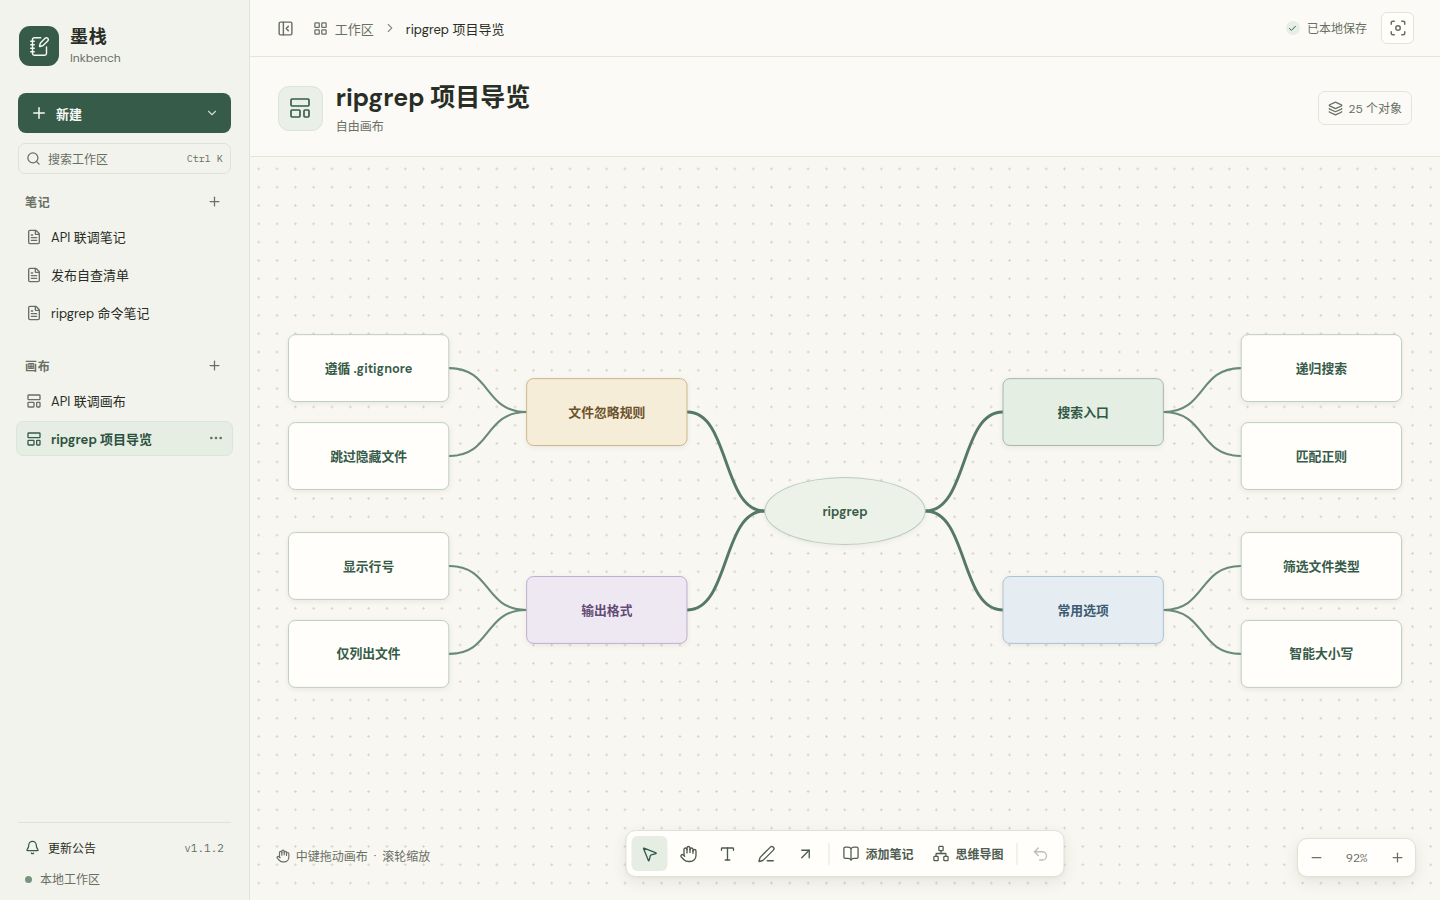 墨栈
Inkbench
新建
搜索工作区 Ctrl K
笔记
API 联调笔记
发布自查清单
ripgrep 命令笔记
画布
API 联调画布
ripgrep 项目导览
更新公告 v1.1.2
本地工作区
工作区 ripgrep 项目导览
已本地保存
ripgrep 项目导览
自由画布
25 个对象
遵循 .gitignore
文件忽略规则
跳过隐藏文件
显示行号
输出格式
仅列出文件
ripgrep
搜索入口
递归搜索
匹配正则
常用选项
筛选文件类型
智能大小写
中键拖动画布 · 滚轮缩放
添加笔记
思维导图
92%